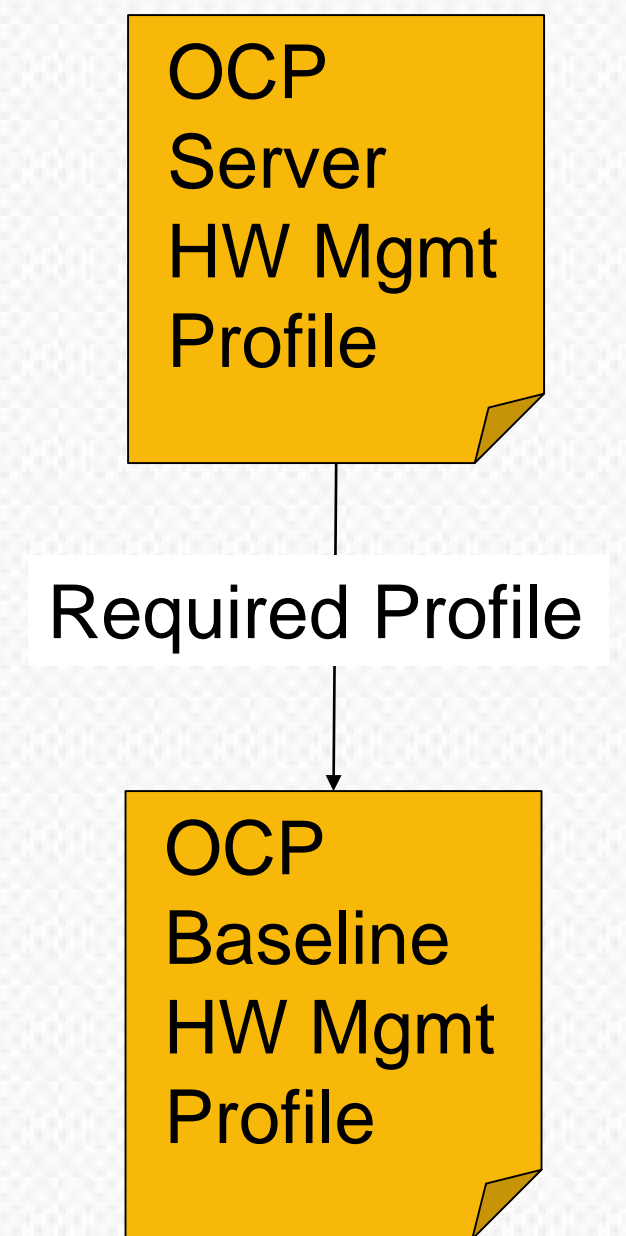 OCP
Server
HW Mgmt
Profile
Required Profile
OCP
Baseline
HW Mgmt
Profile